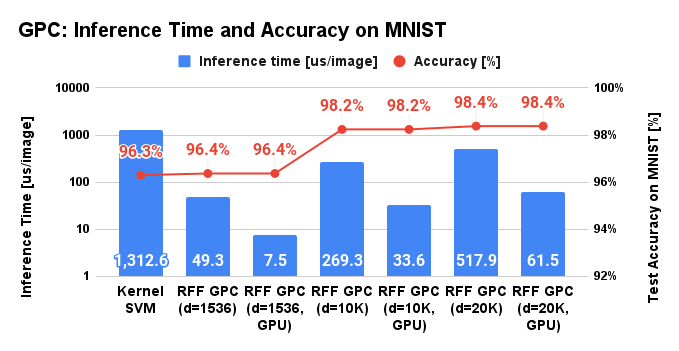 GPC: Inference Time and Accuracy on MNIST
Inference time [us/image]
Accuracy [%]
Inference Time [us/image]
10000
1000
100
10
1
96.3%
96.4%
96.4%
98.2%
98.2%
98.4%
98.4%
1,312.6
49.3
7.5
269.3
33.6
517.9
61.5
Kernel
SVM
RFF GPC
(d=1536)
RFF GPC
(d=1536,
GPU)
RFF GPC
(d=10K)
RFF GPC
(d=10K,
GPU)
RFF GPC
(d=20K)
RFF GPC
(d=20K,
GPU)
100%
98%
96%
94%
92%
Test Accuracy on MNIST [%]